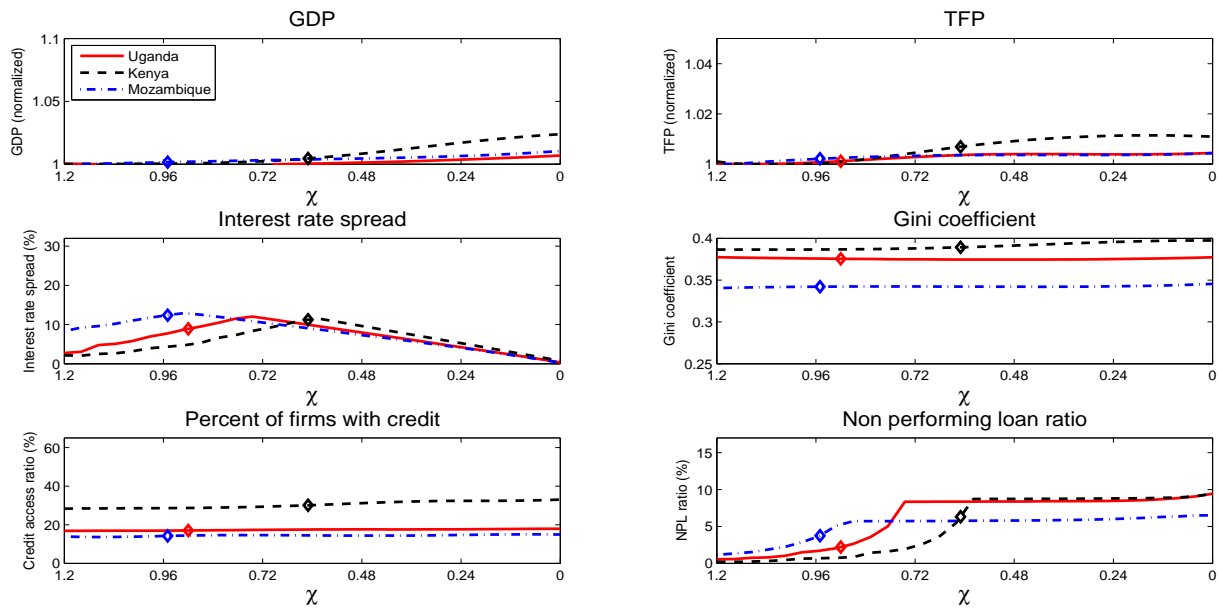 GDP
1.1
1.05
1
GDP (normalized)
Uganda
Kenya
Mozambique
1.2 0.96 0.72 0.48 0.24 0
χ
TFP
1.04
1.02
1
TFP (normalized)
1.2 0.96 0.72 0.48 0.24 0
χ
Interest rate spread
30
20
10
0
Interest rate spread (%)
1.2 0.96 0.72 0.48 0.24 0
χ
Gini coefficient
0.4
0.35
0.3
0.25
Gini coefficient
1.2 0.96 0.72 0.48 0.24 0
χ
Percent of firms with credit
60
40
20
0
Credit access ratio (%)
1.2 0.96 0.72 0.48 0.24 0
χ
Non performing loan ratio
15
10
5
0
NPL ratio (%)
1.2 0.96 0.72 0.48 0.24 0
χ